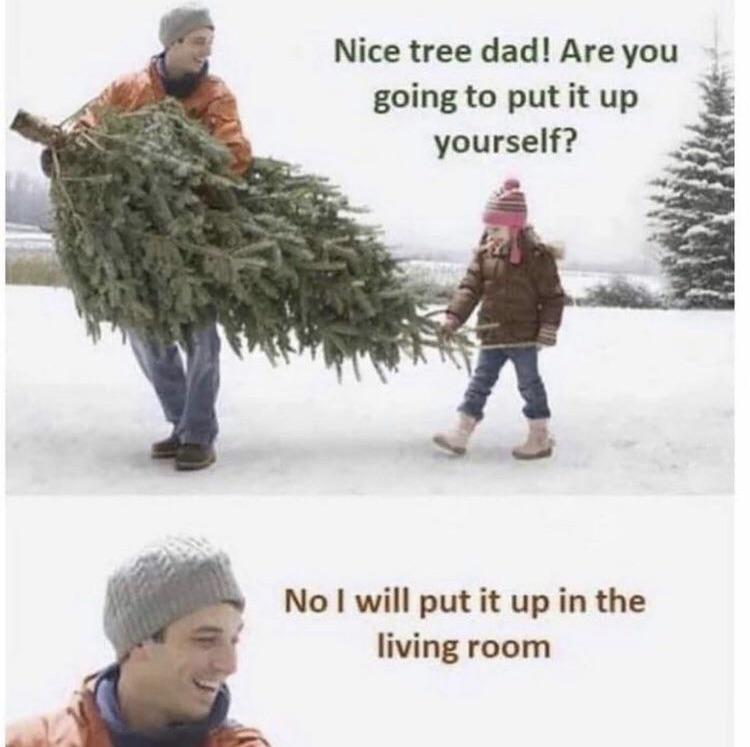 Nice tree dad! Are you
going to put it up
yourself?
No I will put it up in the
living room